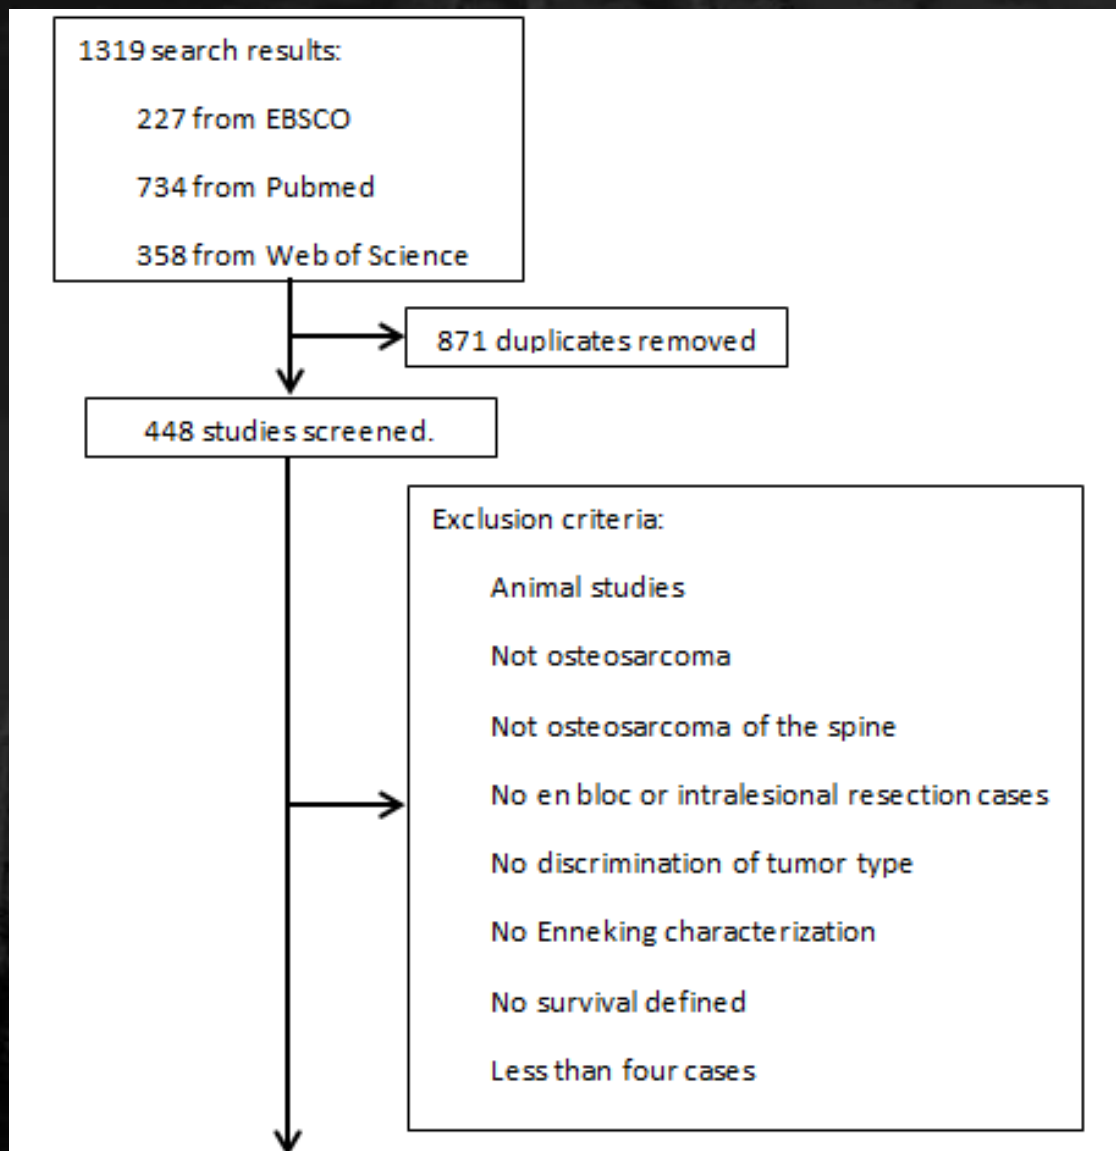 1319 search results:
227 from EBSCO
734 from Pubmed
358 from Web of Science
871 duplicates removed
448 studies screened.
Exclusion criteria:
Animal studies
Not osteosarcoma
Not osteosarcoma of the spine
No en bloc or intralesional resection cases
No discrimination of tumor type
No Enneking characterization
No survival defined
Less than four cases